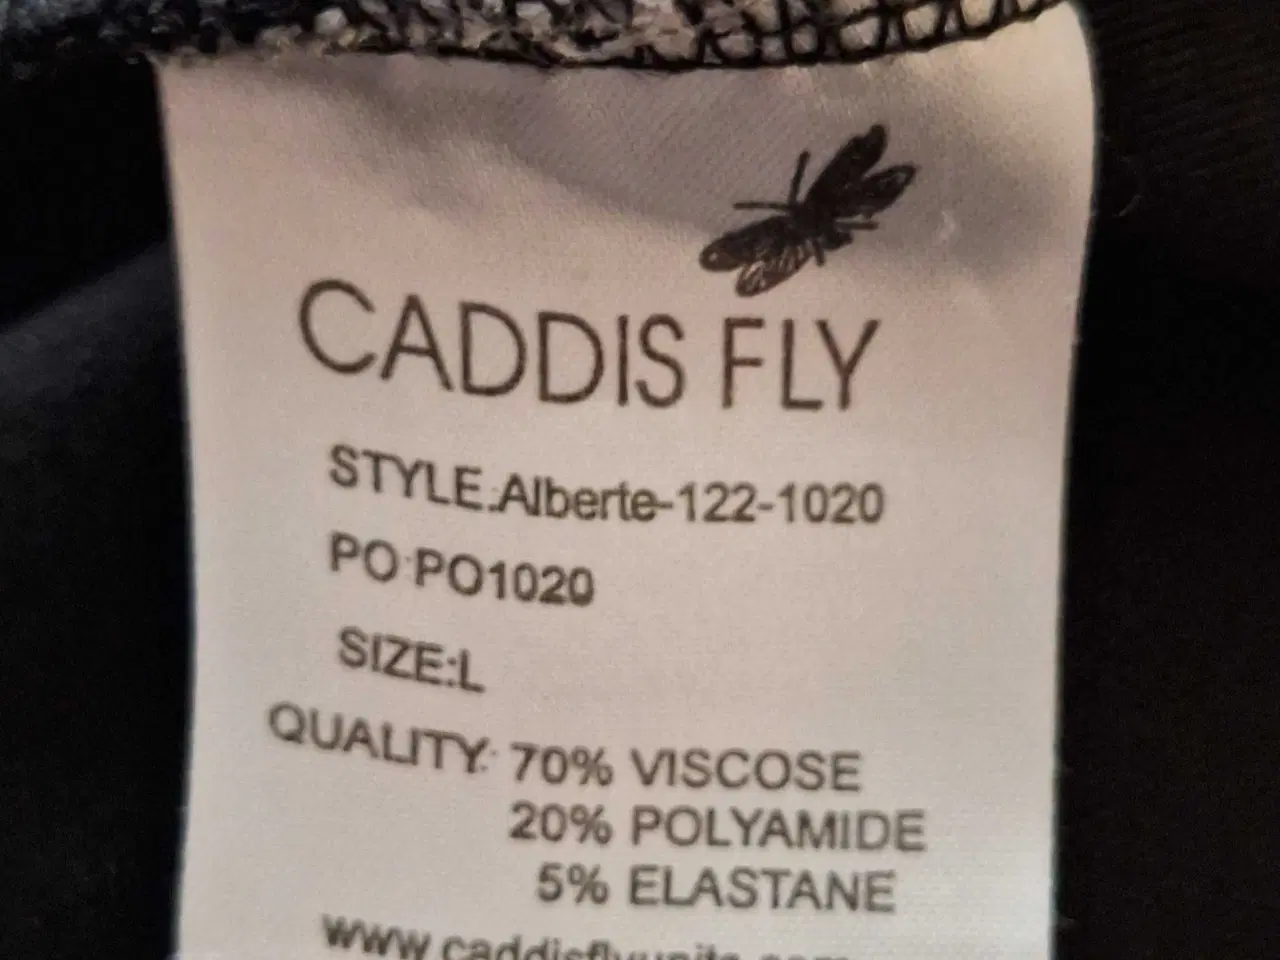 CADDIS FLY
STYLE:Alberte-122-1020
PO:PO1020
SIZE:L
QUALITY: 70% VISCOSE
20% POLYAMIDE
5% ELASTANE